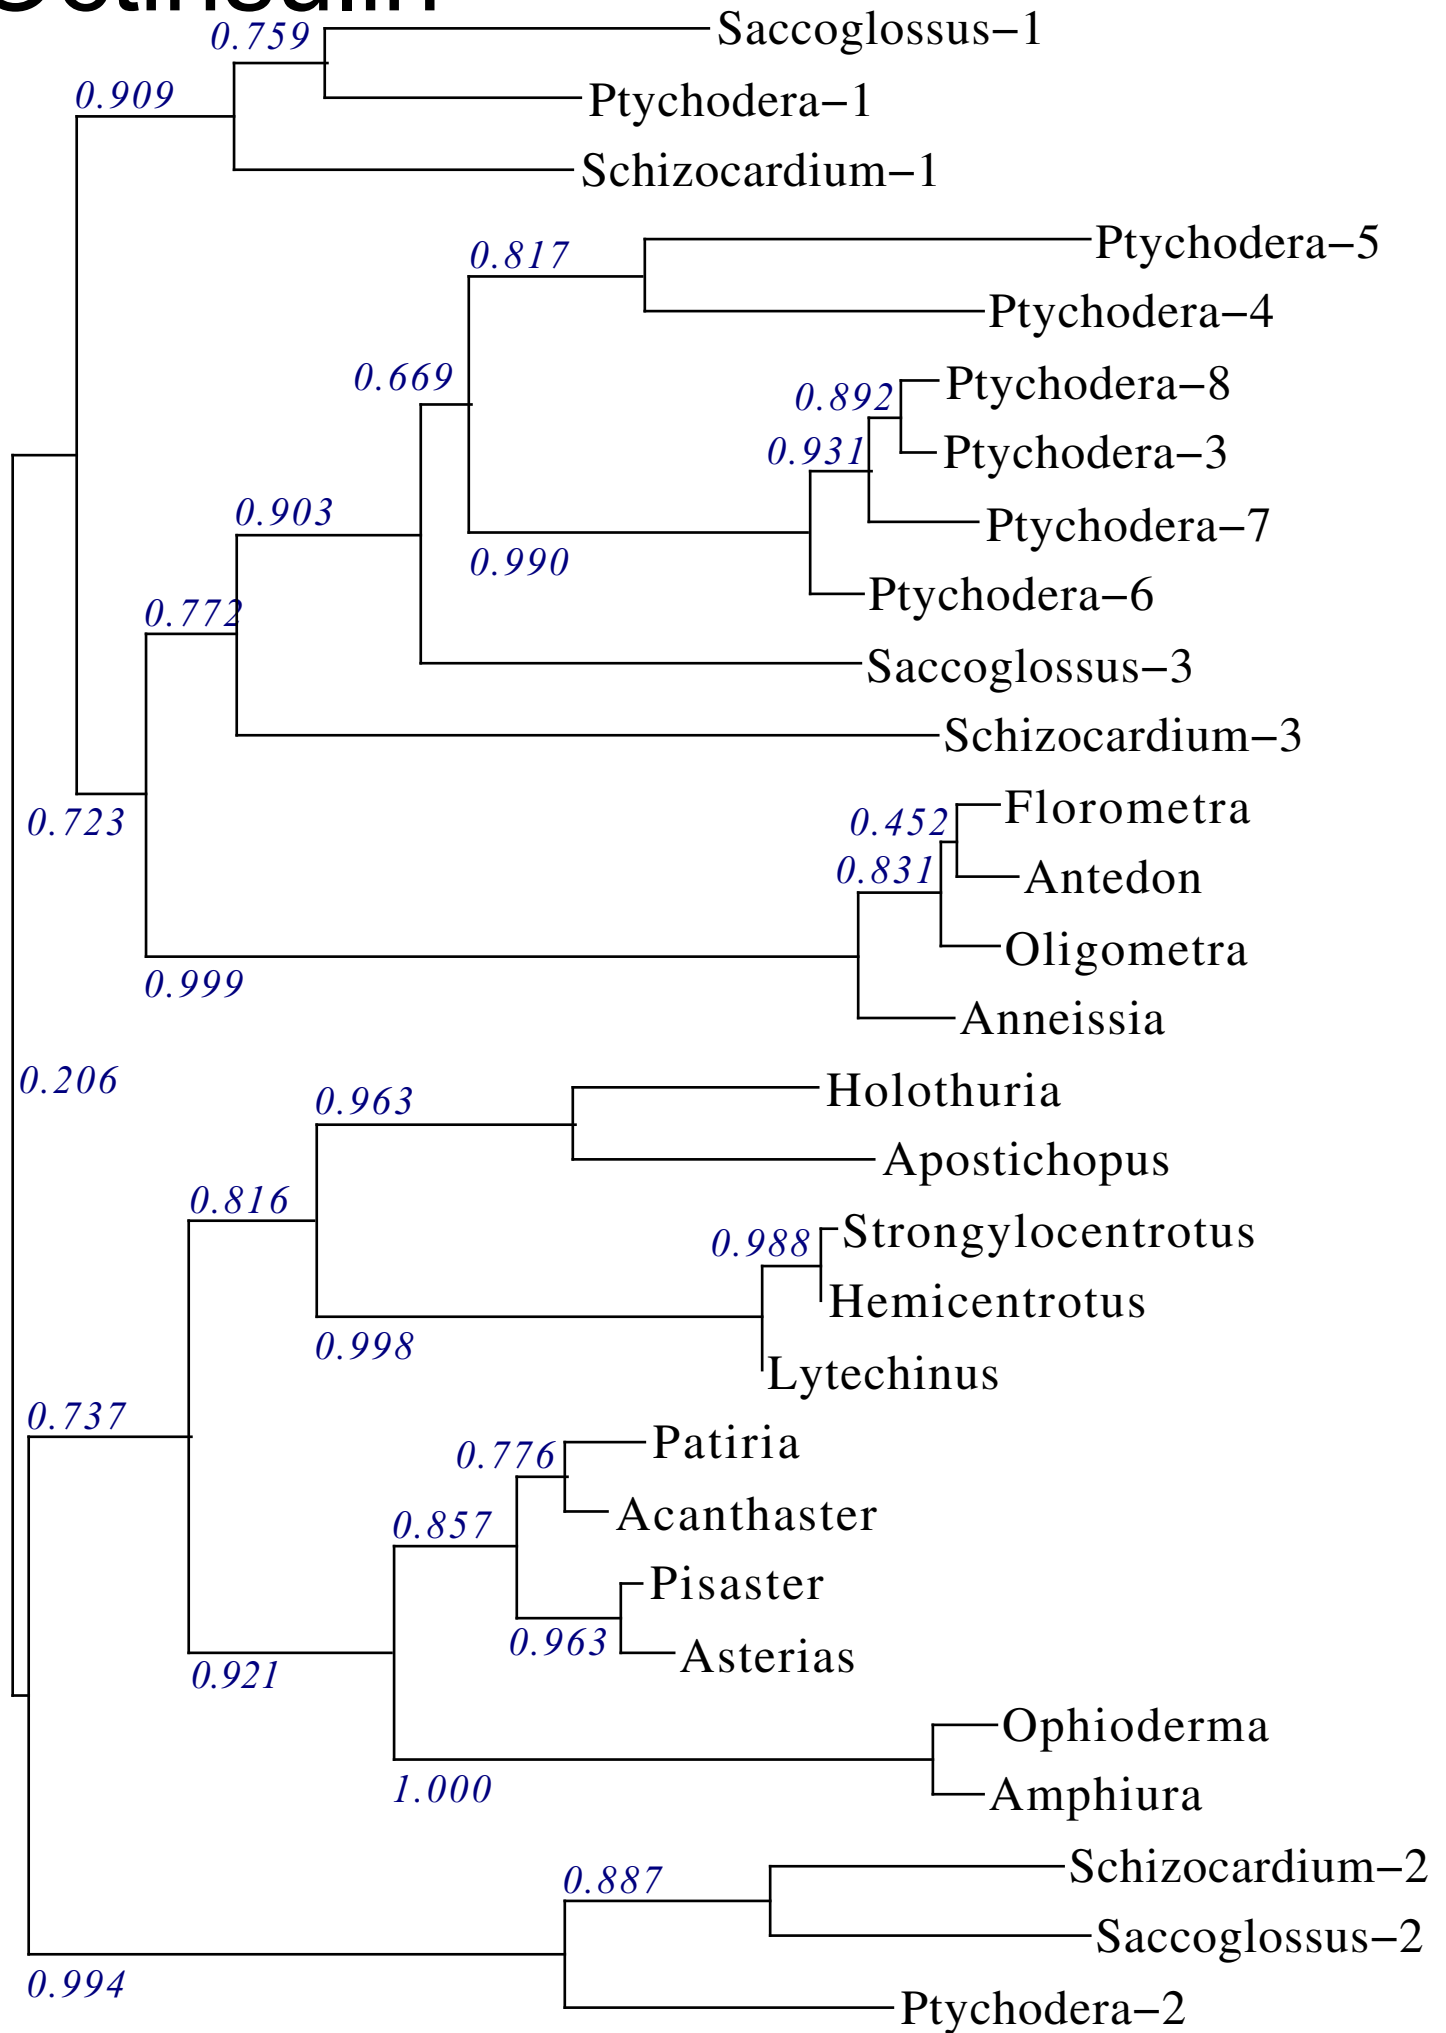 0.759
Saccoglossus−1
0.909
Ptychodera−1
Schizocardium−1
0.817
Ptychodera−5
Ptychodera−4
0.669
Ptychodera−8
0.892
Ptychodera−3
0.931
0.903
Ptychodera−7
0.990
Ptychodera−6
0.772
Saccoglossus−3
Schizocardium−3
0.723
Florometra
0.452
0.831
Antedon
Oligometra
0.999
Anneissia
0.206
0.963
Holothuria
Apostichopus
0.816
Strongylocentrotus
0.988
Hemicentrotus
0.998
Lytechinus
0.737
Patiria
0.776
Acanthaster
0.857
Pisaster
0.963
Asterias
0.921
Ophioderma
1.000
Amphiura
Schizocardium−2
0.887
Saccoglossus−2
0.994
Ptychodera−2